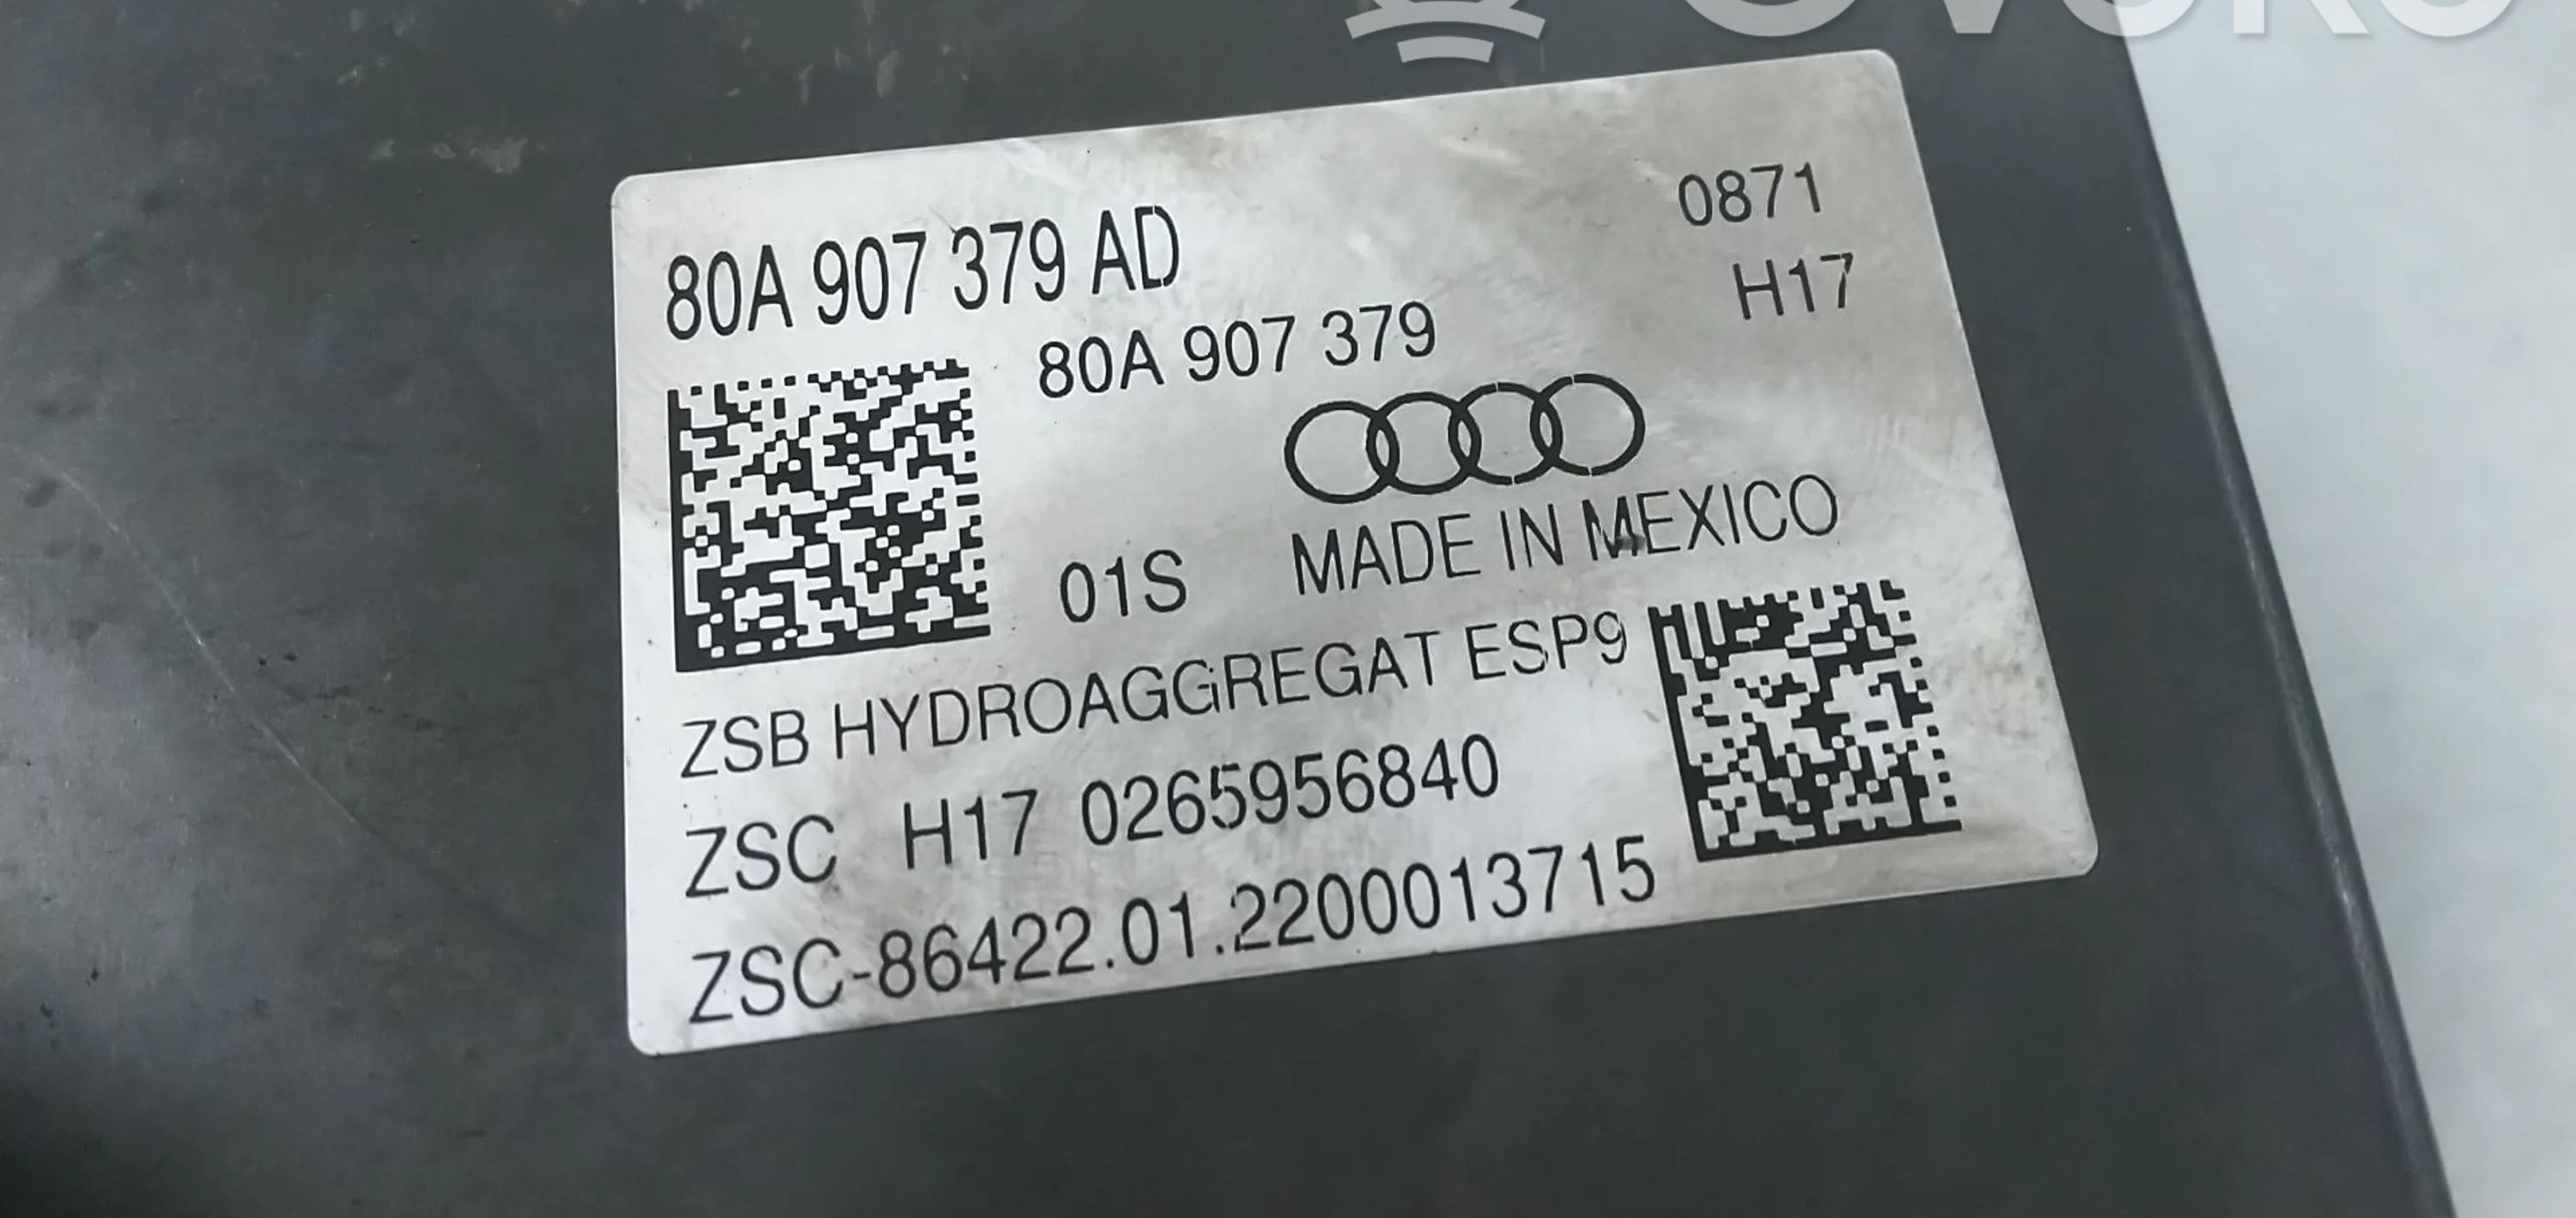 80A 907 379 AD
0871
H17
80A 907 379
MADE IN MEXICO
01S
ZSB HYDROAGGREGAT ESP9
ZSC H17 0265956840
ZSC-86422.01.2200013715